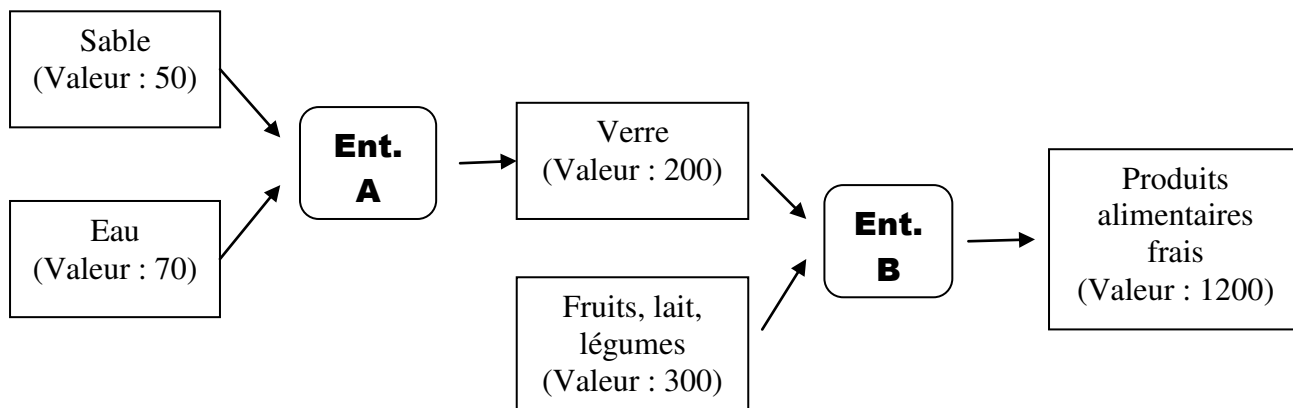 Sable
(Valeur : 50)
Eau
(Valeur : 70)
Ent.
A
Verre
(Valeur : 200)
Fruits, lait,
légumes
(Valeur : 300)
Ent.
B
Produits
alimentaires
frais
(Valeur : 1200)